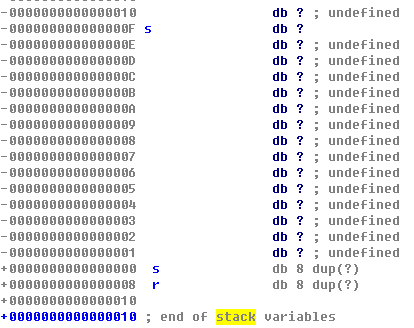 -0000000000000010 db ? ; undefined
-000000000000000F s db ?
-000000000000000E db ? ; undefined
-000000000000000D db ? ; undefined
-000000000000000C db ? ; undefined
-000000000000000B db ? ; undefined
-000000000000000A db ? ; undefined
-0000000000000009 db ? ; undefined
-0000000000000008 db ? ; undefined
-0000000000000007 db ? ; undefined
-0000000000000006 db ? ; undefined
-0000000000000005 db ? ; undefined
-0000000000000004 db ? ; undefined
-0000000000000003 db ? ; undefined
-0000000000000002 db ? ; undefined
-0000000000000001 db ? ; undefined
+0000000000000000 s db 8 dup(?)
+0000000000000008 r db 8 dup(?)
+0000000000000010
+0000000000000010 ; end of stack variables